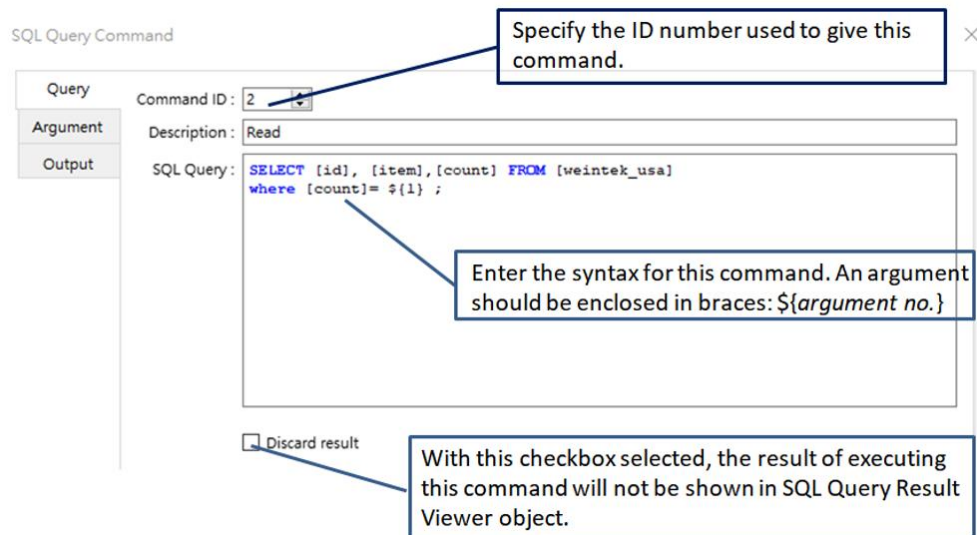 SQL Query Command
Specify the ID number used to give this
command.
Query
Argument
Output
Command ID : 2
Description : Read
SQL Query : SELECT [id], [item],[count] FROM [weintek_usa]
where [count]= ${1} ;
Enter the syntax for this command. An argument
should be enclosed in braces: ${argument no.}
Discard result
With this checkbox selected, the result of executing
this command will not be shown in SQL Query Result
Viewer object.